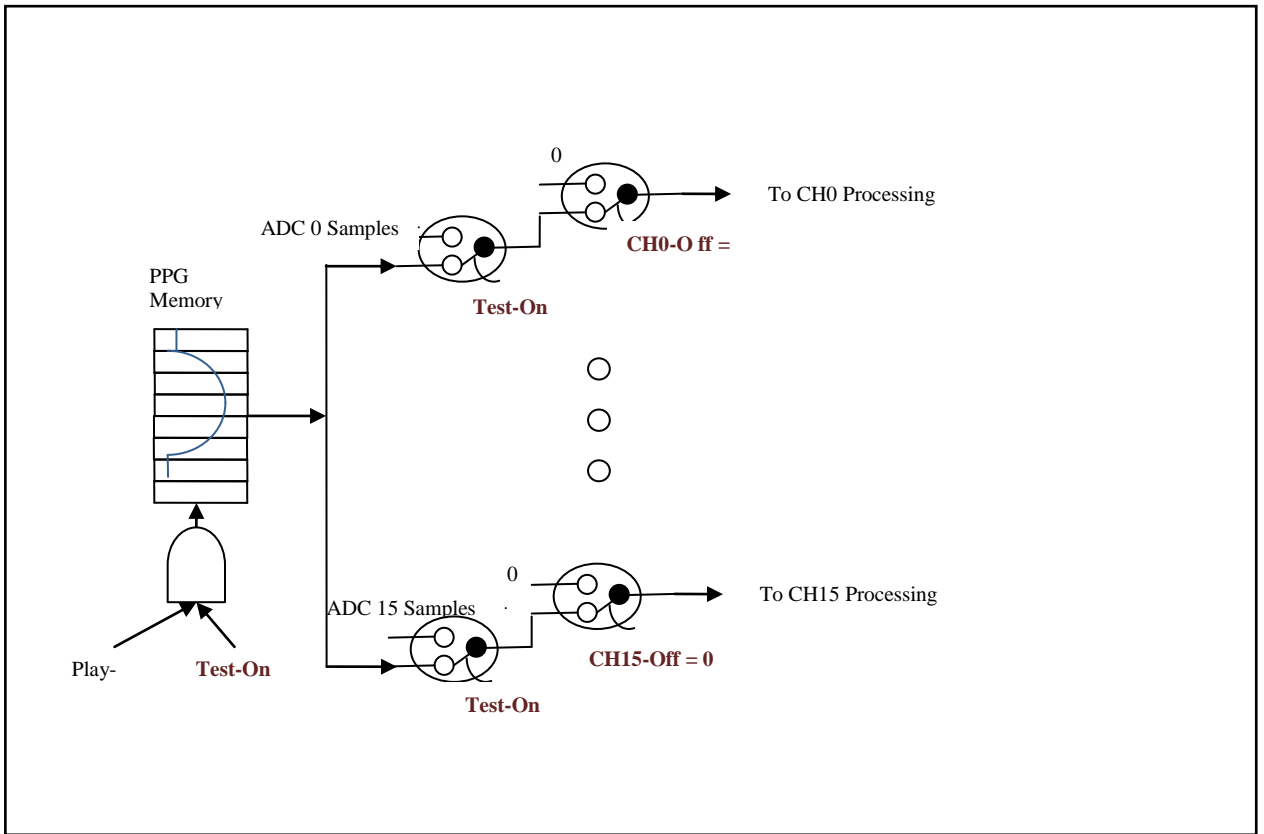 0
To CH0 Processing
ADC 0 Samples
CH0-O ff =
PPG
Memory
Test-On
0
To CH15 Processing
ADC 15 Samples
CH15-Off = 0
Play-
Test-On
Test-On